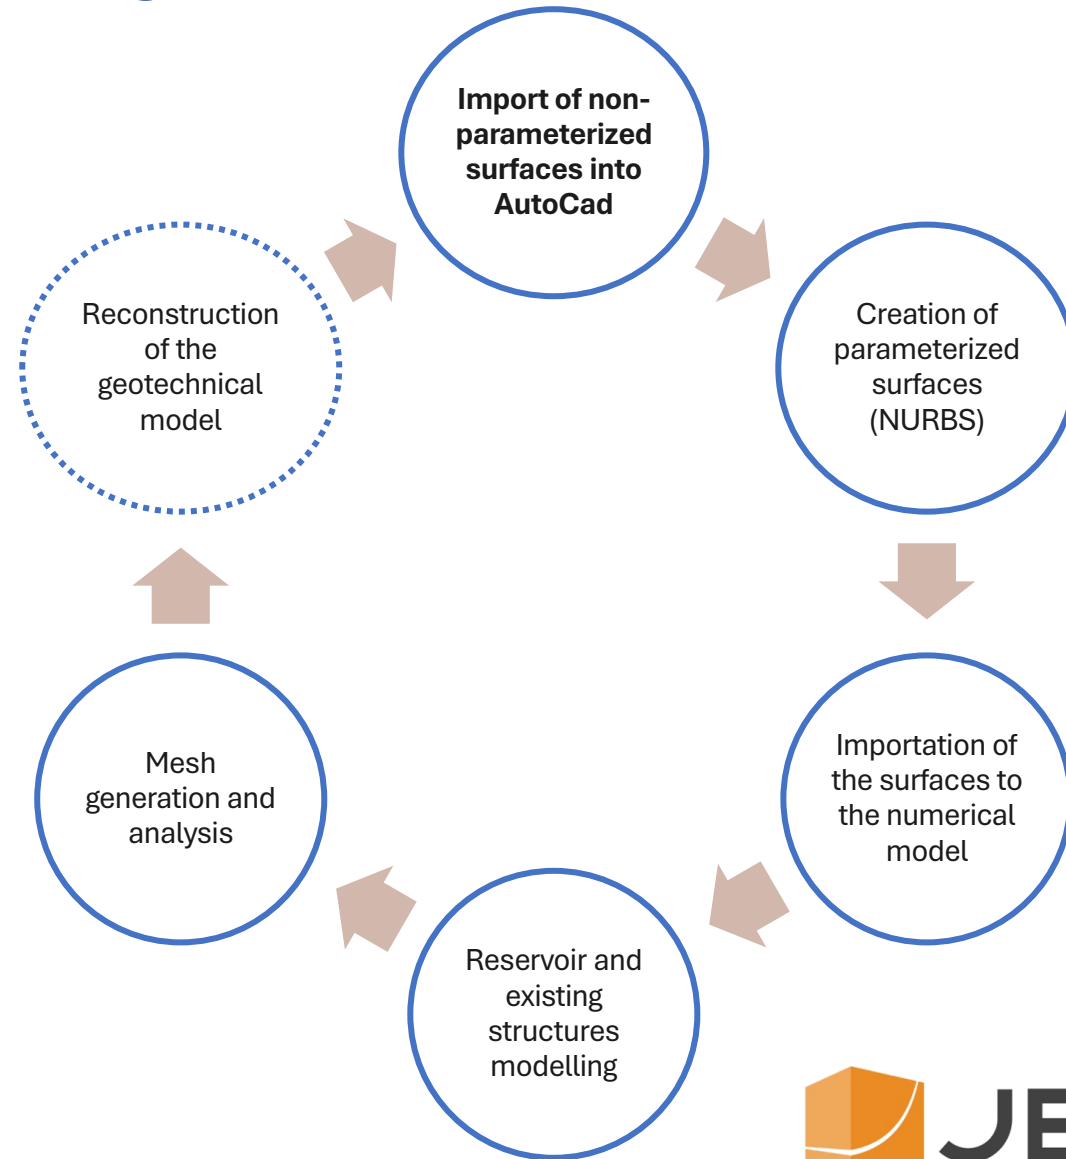 Import of non-
parameterized
surfaces into
AutoCad
Creation of
parameterized
surfaces
(NURBS)
Importation of
the surfaces to
the numerical
model
Reservoir and
existing
structures
modelling
Mesh
generation and
analysis
Reconstruction
of the
geotechnical
model